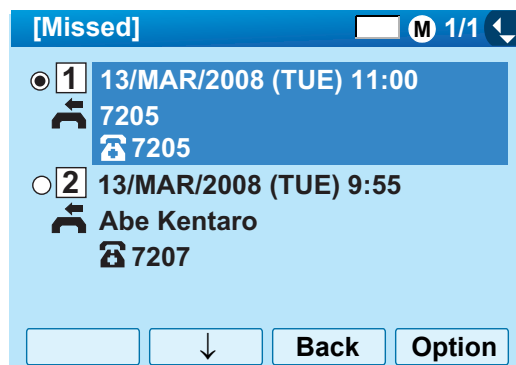 [Missed] M 1/1
1 13/MAR/2008 (TUE) 11:00
7205
7205
2 13/MAR/2008 (TUE) 9:55
Abe Kentaro
7207
↓ Back Option